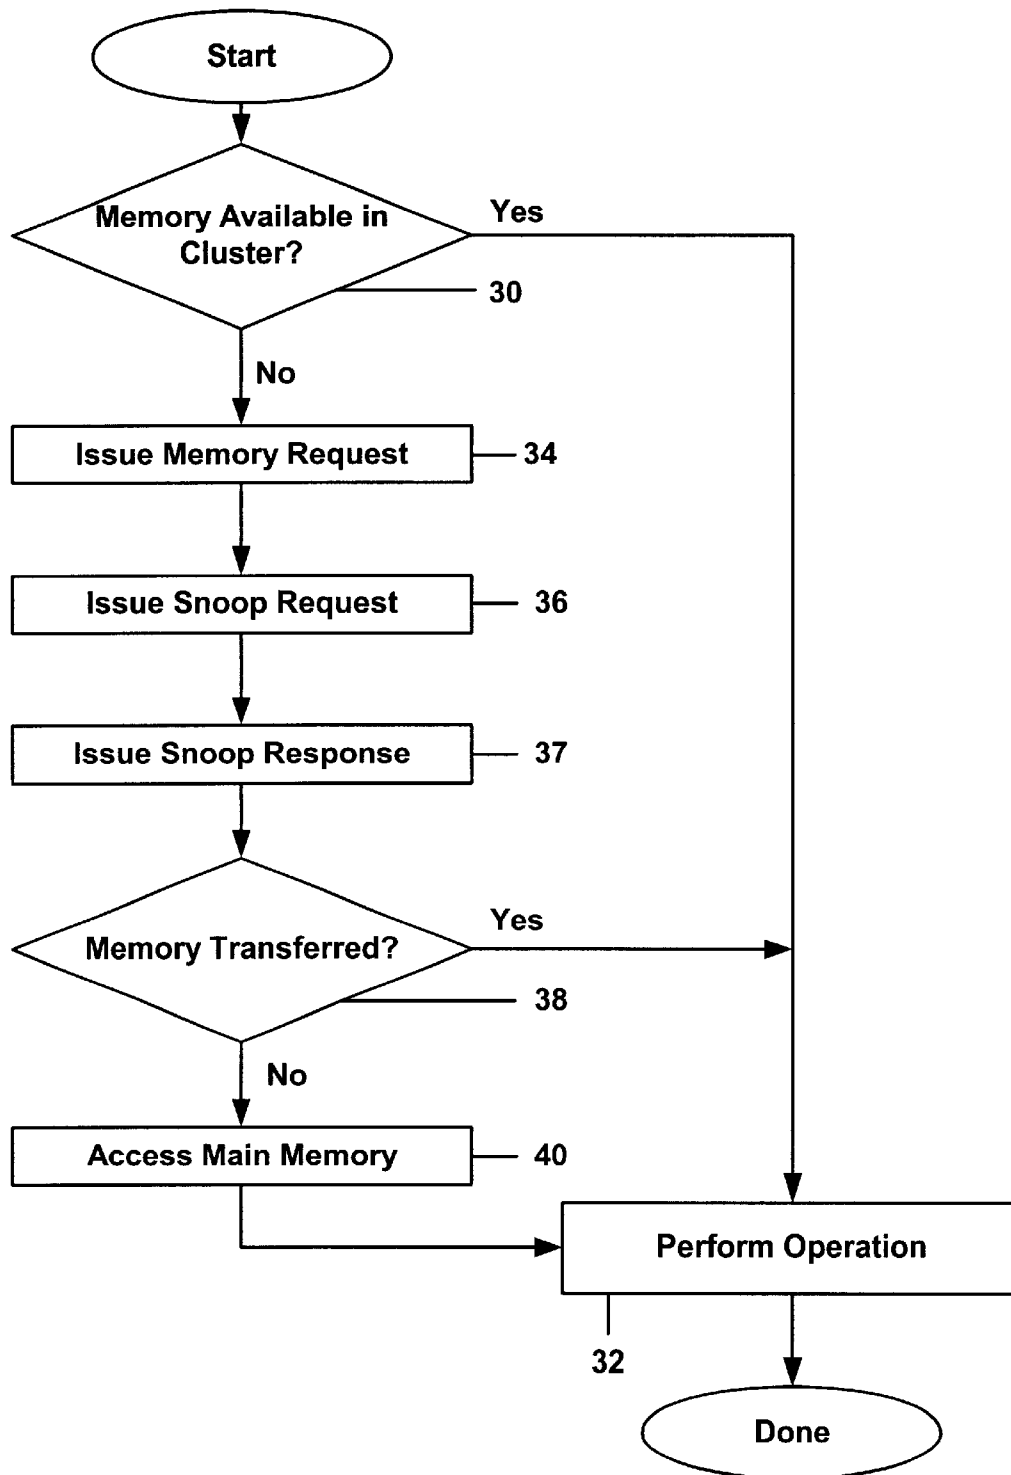 Start
Memory Available in
Cluster?
Yes
30
No
Issue Memory Request
34
Issue Snoop Request
36
Issue Snoop Response
37
Memory Transferred?
Yes
38
No
Access Main Memory
40
Perform Operation
32
Done